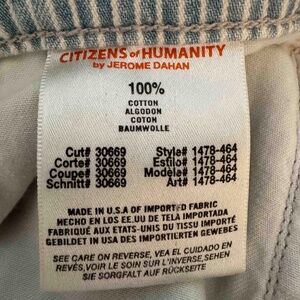 CITIZENS of HUMANITY
by JEROME DAHAN
100%
COTTON
ALGODON
COTON
BAUMWOLLE
Cut# 30669 Style# 1478-464
Corte# 30669 Estilo# 1478-464
Coupe# 30669 Modele# 1478-464
Schnitt# 30669 Art# 1478-464
MADE IN U.S.A OF IMPORTED FABRIC
HECHO EN LOS EE.UU DE TELA IMPORTADA
FABRIQUÉ AUX ETATS-UNIS DU TISSU IMPORTÉ
GEBILDET IN USA DES IMPORTIERTEN GEWEBES
SEE CARE ON REVERSE, VEA EL CUIDADO EN
REVÉS, VOIR LE SOIN SUR L'INVERSE, SEHEN
SIE SORGFALT AUF RÜCKSEITE